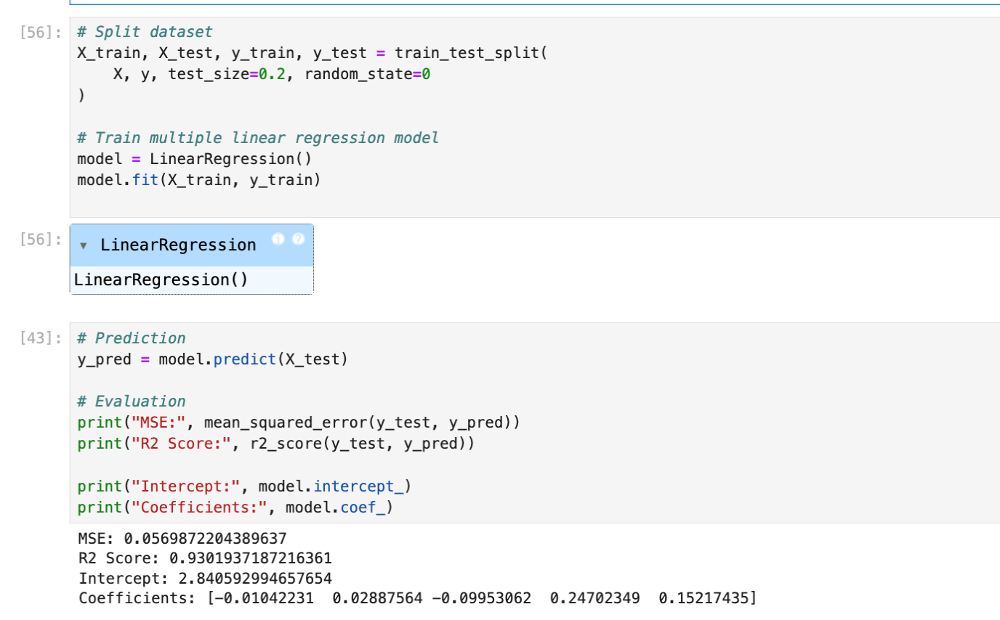 [56]: # Split dataset
X_train, X_test, y_train, y_test = train_test_split(
    X, y, test_size=0.2, random_state=0
)
# Train multiple linear regression model
model = LinearRegression()
model.fit(X_train, y_train)
[56]: ▼ LinearRegression i ?
LinearRegression()
[43]: # Prediction
y_pred = model.predict(X_test)
# Evaluation
print("MSE:", mean_squared_error(y_test, y_pred))
print("R2 Score:", r2_score(y_test, y_pred))
print("Intercept:", model.intercept_)
print("Coefficients:", model.coef_)
MSE: 0.0569872204389637
R2 Score: 0.9301937187216361
Intercept: 2.840592994657654
Coefficients: [-0.01042231  0.02887564 -0.09953062  0.24702349  0.15217435]